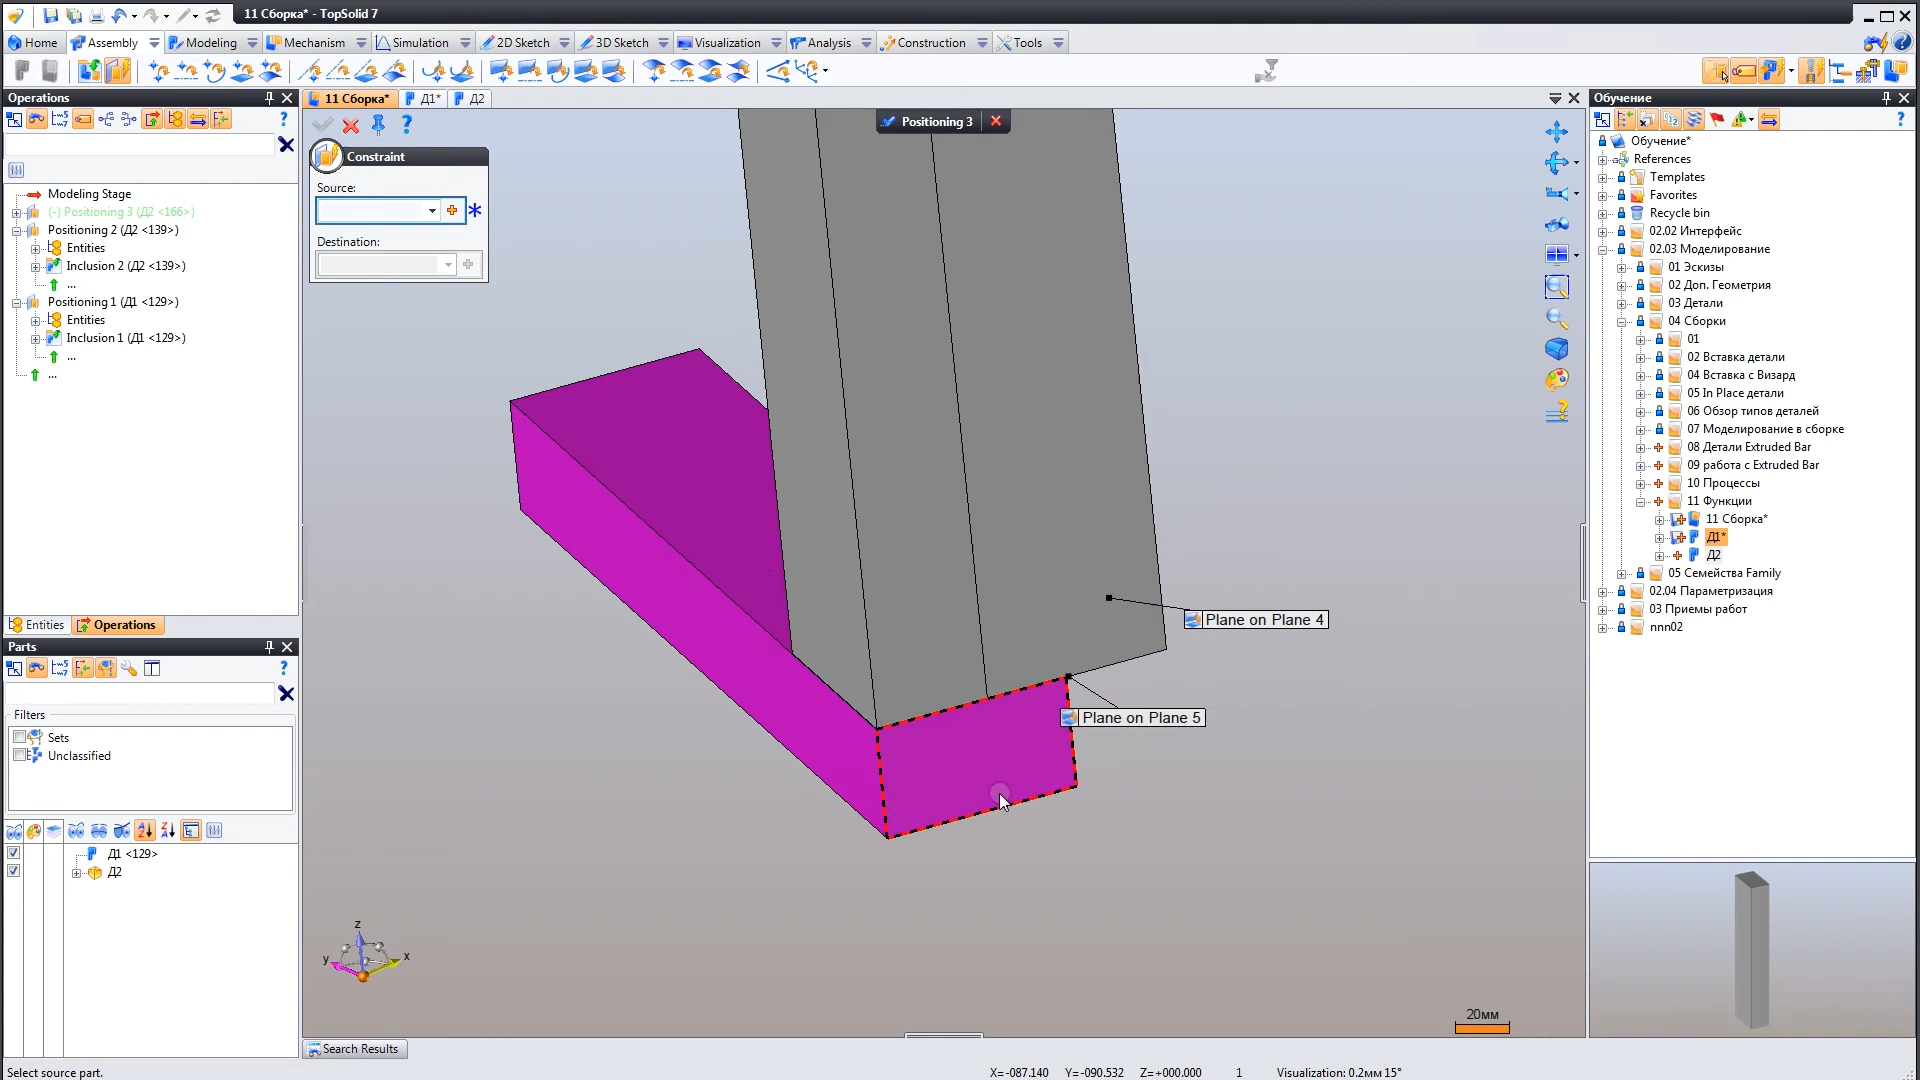 11 Сборка* - TopSolid 7
Home
Assembly
Modeling
Mechanism
Simulation
2D Sketch
3D Sketch
Visualization
Analysis
Construction
Tools
Operations
Modeling Stage
(-) Positioning 3 (Д2 <166>)
Positioning 2 (Д2 <139>)
Entities
Inclusion 2 (Д2 <139>)
...
Positioning 1 (Д1 <129>)
Entities
Inclusion 1 (Д1 <129>)
...
...
Entities
Operations
Parts
Filters
Sets
Unclassified
Д1 <129>
Д2
Select source part.
11 Сборка*
Д1*
Д2
Positioning 3
Constraint
Source:
Destination:
Plane on Plane 4
Plane on Plane 5
z
y
x
20мм
Search Results
X=-087.140 Y=-090.532 Z=+000.000 1 Visualization: 0.2мм 15°
Обучение
Обучение*
References
Templates
Favorites
Recycle bin
02.02 Интерфейс
02.03 Моделирование
01 Эскизы
02 Доп. Геометрия
03 Детали
04 Сборки
01
02 Вставка детали
04 Вставка с Визард
05 In Place детали
06 Обзор типов деталей
07 Моделирование в сборке
08 Детали Extruded Bar
09 работа с Extruded Bar
10 Процессы
11 Функции
11 Сборка*
Д1*
Д2
05 Семейства Family
02.04 Параметризация
03 Приемы работ
nnn02